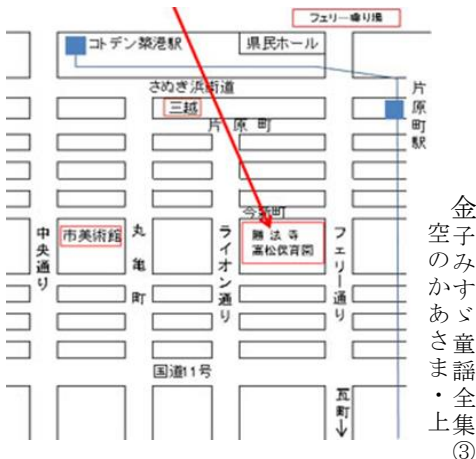 フェリー乗り場
コトデン築港駅
県民ホール
さぬき浜街道
三越
片原町
片原町駅
今新町
中央通り
市美術館
丸亀町
ライオン通り
勝法寺
高松保育園
フェリー通り
国道11号
瓦町→
金子みすゞ童謡全集③
空のかあさま・上